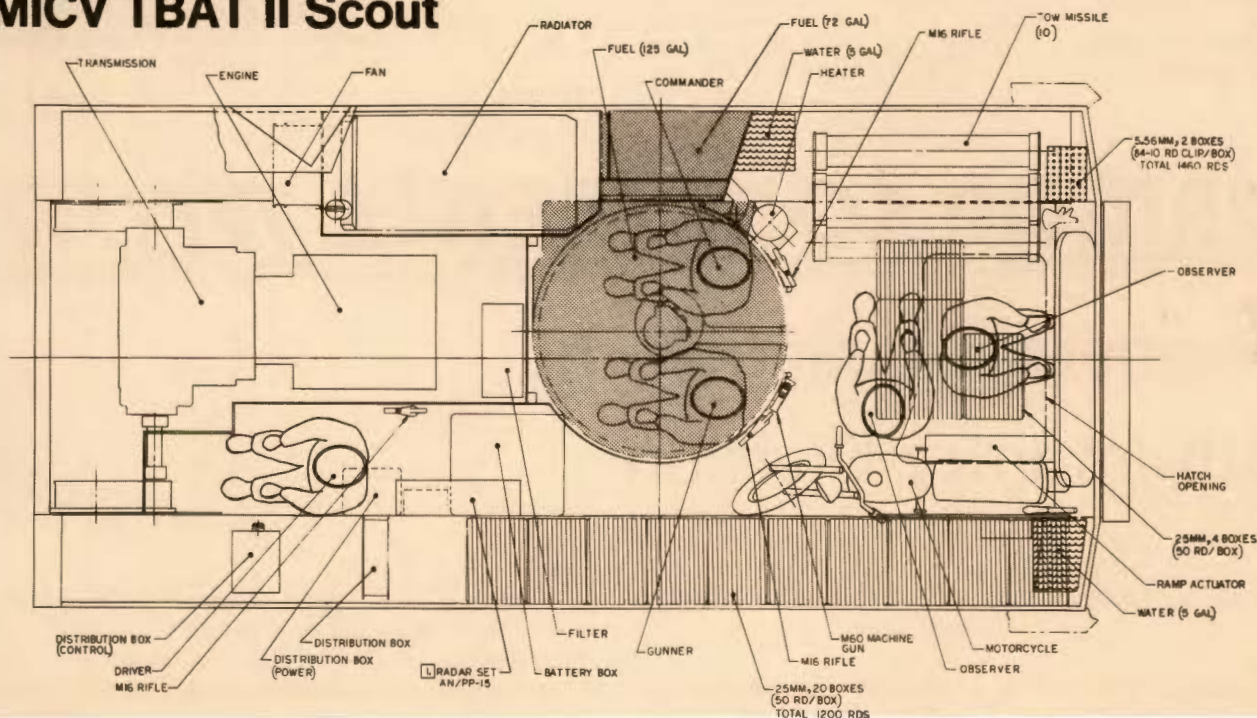 MICV TBAT II Scout
TRANSMISSION
ENGINE
FAN
RADIATOR
FUEL (125 GAL)
COMMANDER
FUEL (72 GAL)
WATER (5 GAL)
HEATER
M16 RIFLE
TOW MISSILE
(10)
5.56MM, 2 BOXES
(84-10 RD CLIP/BOX)
TOTAL 1460 RDS
OBSERVER
HATCH
OPENING
25MM, 4 BOXES
(50 RD/BOX)
RAMP ACTUATOR
WATER (5 GAL)
MOTORCYCLE
OBSERVER
M60 MACHINE
GUN
M16 RIFLE
25MM, 20 BOXES
(50 RD/BOX)
TOTAL 1200 RDS
GUNNER
FILTER
BATTERY BOX
1. RADAR SET
AN/PP-15
DISTRIBUTION BOX
DISTRIBUTION BOX
(POWER)
DISTRIBUTION BOX
(CONTROL)
DRIVER
M16 RIFLE